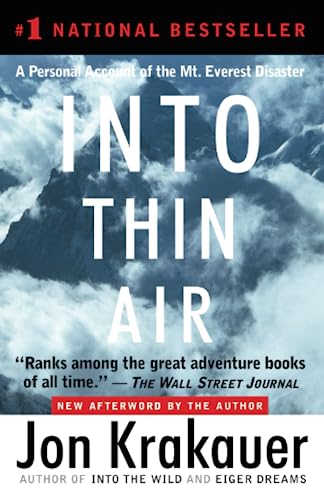 #1 NATIONAL BESTSELLER
A Personal Account of the Mt. Everest Disaster
INTO
THIN
AIR
“Ranks among the great adventure books
of all time.” — THE WALL STREET JOURNAL
NEW AFTERWORD BY THE AUTHOR
Jon Krakauer
AUTHOR OF INTO THE WILD AND EIGER DREAMS